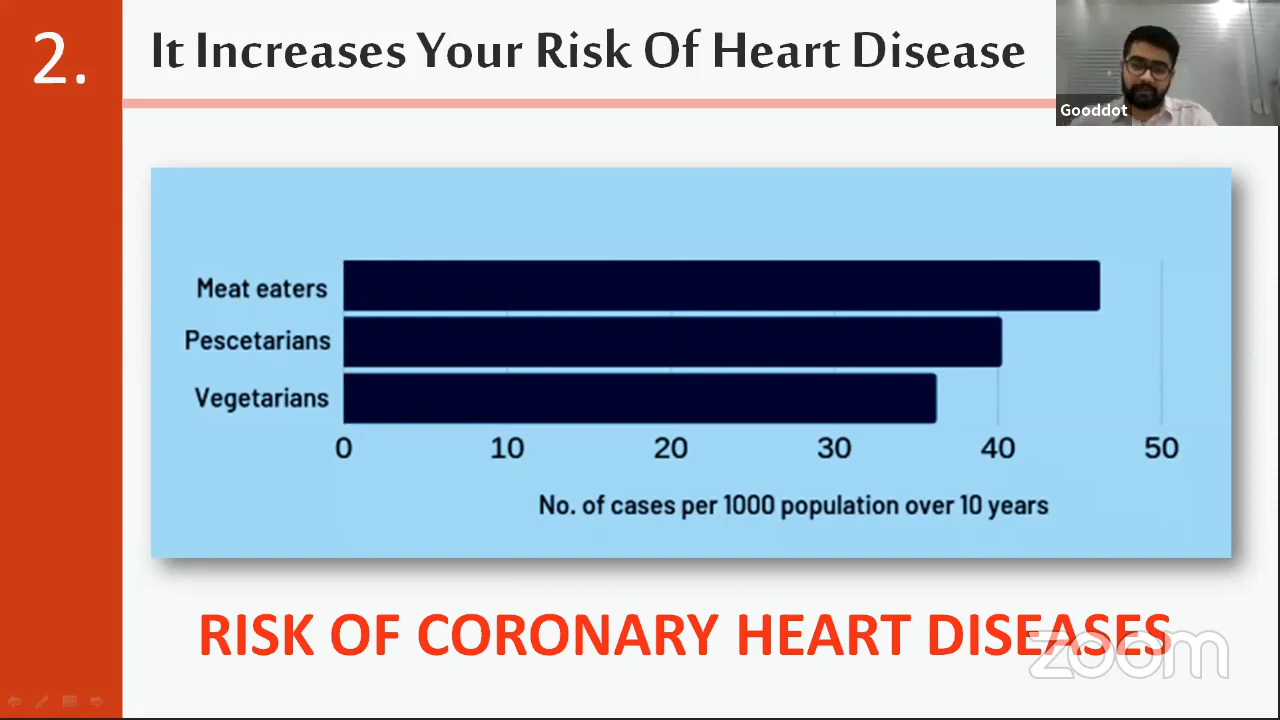 2.
It Increases Your Risk Of Heart Disease
Gooddot
Meat eaters
Pescetarians
Vegetarians
0 10 20 30 40 50
No. of cases per 1000 population over 10 years
RISK OF CORONARY HEART DISEASES
zoom